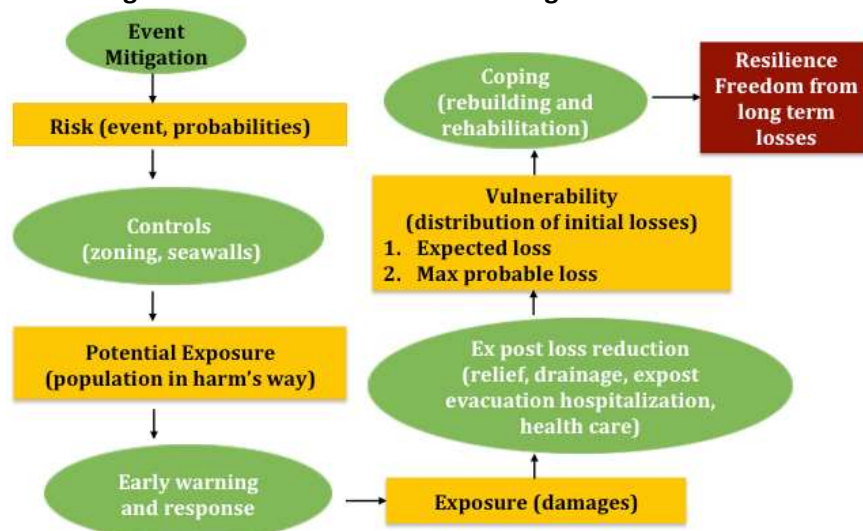 Event
Mitigation
Risk (event, probabilities)
Controls
(zoning, seawalls)
Potential Exposure
(population in harm's way)
Early warning
and response
Exposure (damages)
Ex post loss reduction
(relief, drainage, expost
evacuation hospitalization,
health care)
Vulnerability
(distribution of initial losses)
1. Expected loss
2. Max probable loss
Coping
(rebuilding and
rehabilitation)
Resilience
Freedom from
long term
losses